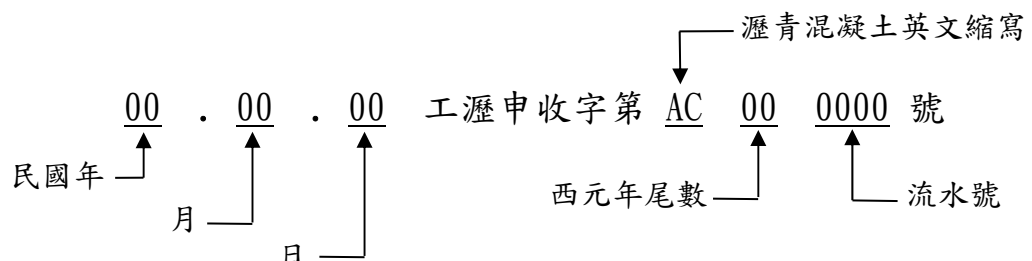 瀝青混凝土英文縮寫
00 . 00 . 00 工瀝申收字第 AC 00 0000 號
民國年
西元年尾數
流水號
月
日